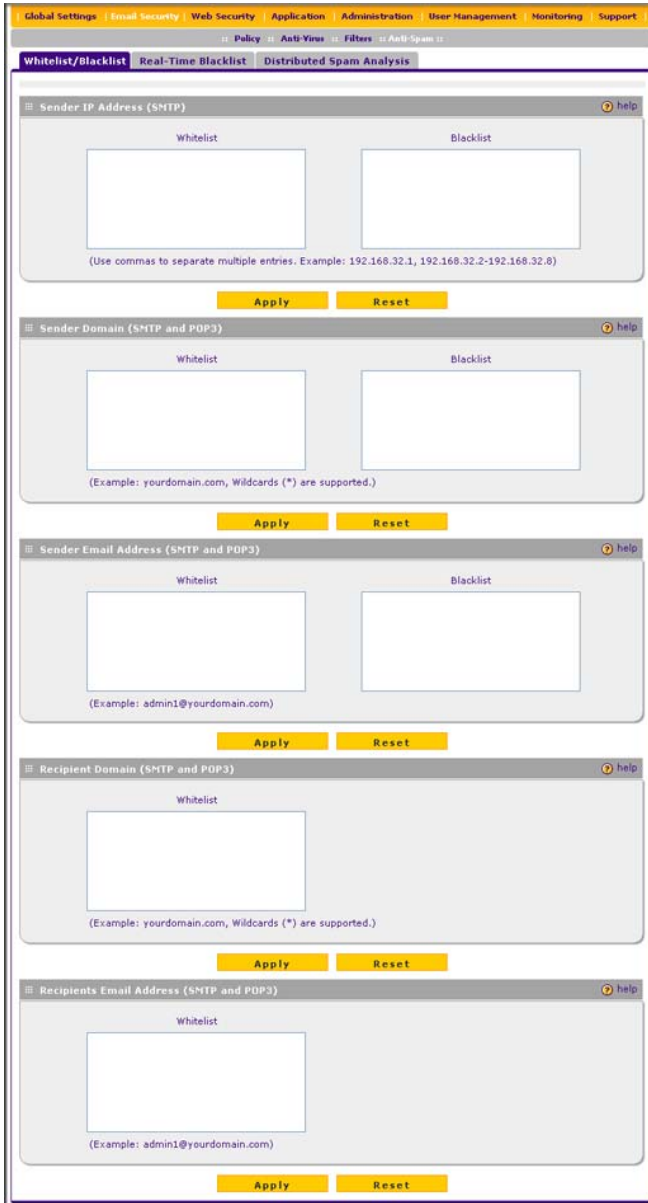 Global Settings | Email Security | Web Security | Application | Administration | User Management | Monitoring | Support
:: Policy :: Anti-Virus :: Filters :: Anti-Spam ::
Whitelist/Blacklist Real-Time Blacklist Distributed Spam Analysis
Sender IP Address (SMTP) ? help
Whitelist Blacklist
(Use commas to separate multiple entries. Example: 192.168.32.1, 192.168.32.2-192.168.32.8)
Apply Reset
Sender Domain (SMTP and POP3) ? help
Whitelist Blacklist
(Example: yourdomain.com, Wildcards (*) are supported.)
Apply Reset
Sender Email Address (SMTP and POP3) ? help
Whitelist Blacklist
(Example: admin1@yourdomain.com)
Apply Reset
Recipient Domain (SMTP and POP3) ? help
Whitelist
(Example: yourdomain.com, Wildcards (*) are supported.)
Apply Reset
Recipients Email Address (SMTP and POP3) ? help
Whitelist
(Example: admin1@yourdomain.com)
Apply Reset